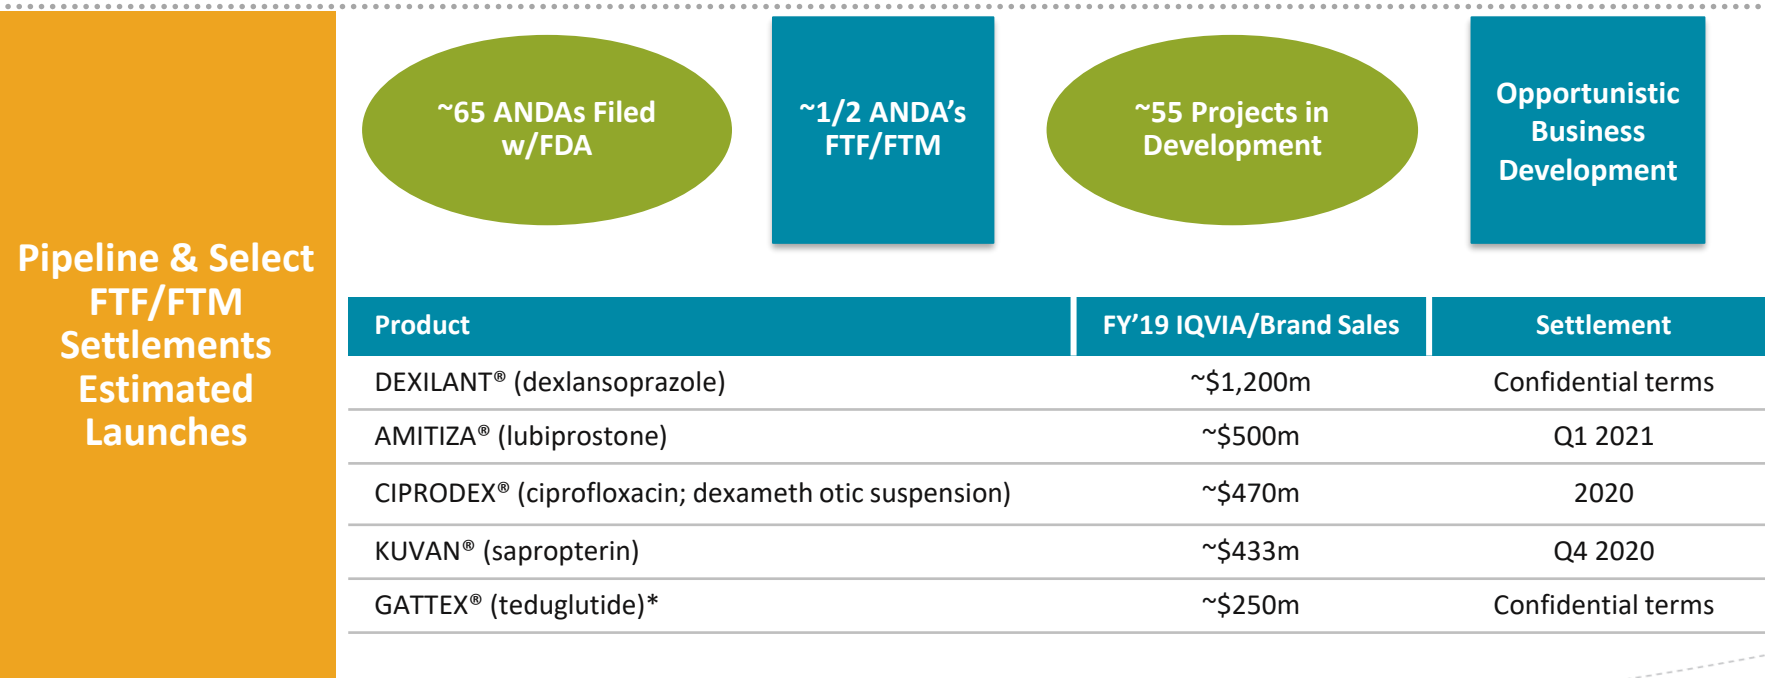 Pipeline & Select
FTF/FTM
Settlements
Estimated
Launches
~65 ANDAs Filed
w/FDA
~1/2 ANDA's
FTF/FTM
~55 Projects in
Development
Opportunistic
Business
Development
Product FY'19 IQVIA/Brand Sales Settlement
DEXILANT® (dexlansoprazole) ~$1,200m Confidential terms
AMITIZA® (lubiprostone) ~$500m Q1 2021
CIPRODEX® (ciprofloxacin; dexameth otic suspension) ~$470m 2020
KUVAN® (sapropterin) ~$433m Q4 2020
GATTEX® (teduglutide)* ~$250m Confidential terms